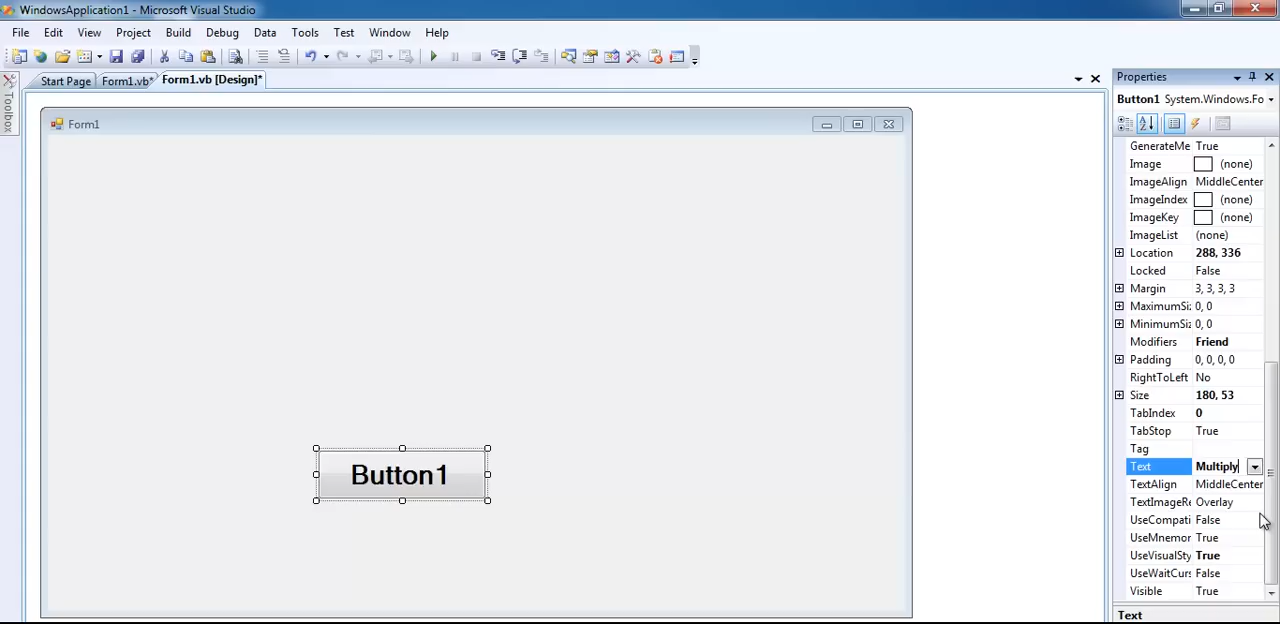 WindowsApplication1 - Microsoft Visual Studio
File Edit View Project Build Debug Data Tools Test Window Help
Start Page Form1.vb* Form1.vb [Design]*
Toolbox
Form1
Button1
Properties
Button1 System.Windows.Fo
GenerateMe True
Image (none)
ImageAlign MiddleCenter
ImageIndex (none)
ImageKey (none)
ImageList (none)
Location 288, 336
Locked False
Margin 3, 3, 3, 3
MaximumSi 0, 0
MinimumSiz 0, 0
Modifiers Friend
Padding 0, 0, 0, 0
RightToLeft No
Size 180, 53
TabIndex 0
TabStop True
Tag
Text Multiply
TextAlign MiddleCenter
TextImageRe Overlay
UseCompati False
UseMnemor True
UseVisualSty True
UseWaitCurs False
Visible True
Text